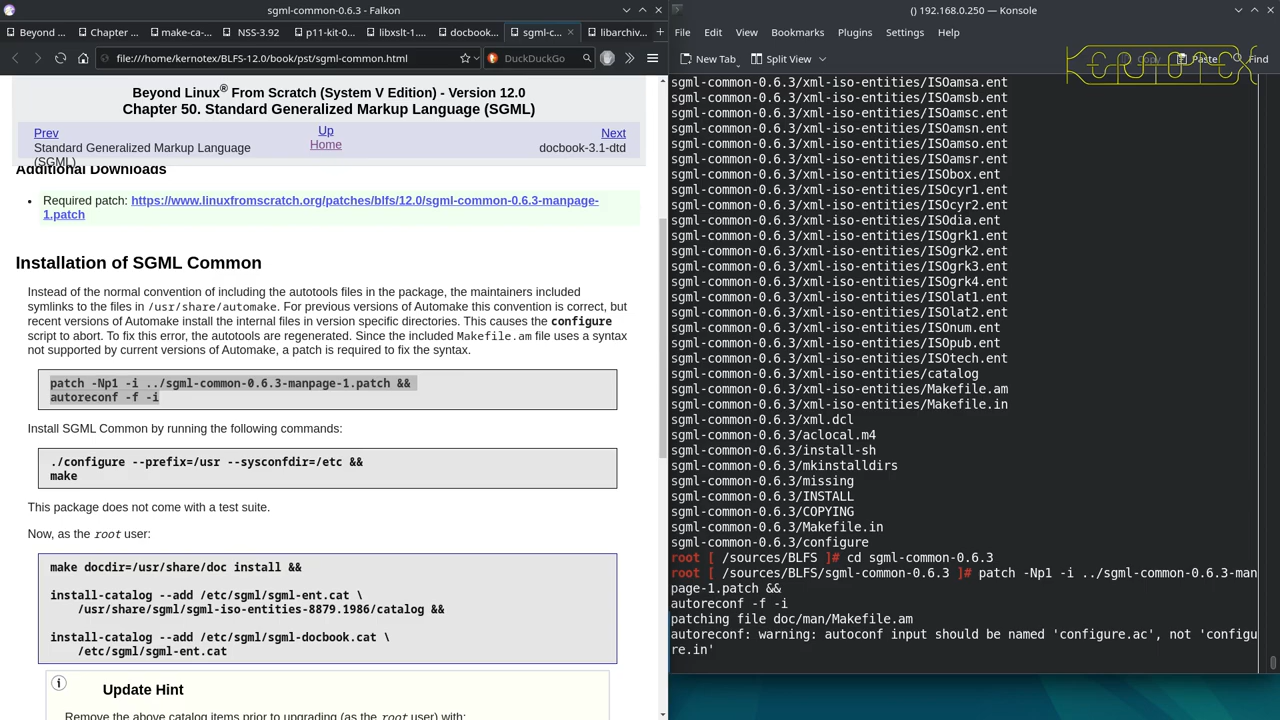 sgml-common-0.6.3 / Falkon
Beyond ...
Chapter ...
make-ca-...
NSS-3.92
p11-kit-0...
libxslt-1....
docbook...
sgml-c...
libarchiv...
file:///home/kernotex/BLFS-12.0/book/pst/sgml-common.html
DuckDuckGo
Beyond Linux® From Scratch (System V Edition) - Version 12.0
Chapter 50. Standard Generalized Markup Language (SGML)
Prev
Up
Next
Standard Generalized Markup Language
(SGML)
Home
docbook-3.1-dtd
Additional Downloads
• Required patch: https://www.linuxfromscratch.org/patches/blfs/12.0/sgml-common-0.6.3-manpage-
1.patch
Installation of SGML Common
Instead of the normal convention of including the autotools files in the package, the maintainers included
symlinks to the files in /usr/share/automake. For previous versions of Automake this convention is correct, but
recent versions of Automake install the internal files in version specific directories. This causes the configure
script to abort. To fix this error, the autotools are regenerated. Since the included Makefile.am file uses a syntax
not supported by current versions of Automake, a patch is required to fix the syntax.
patch -Np1 -i ../sgml-common-0.6.3-manpage-1.patch &&
autoreconf -f -i
Install SGML Common by running the following commands:
./configure --prefix=/usr --sysconfdir=/etc &&
make
This package does not come with a test suite.
Now, as the root user:
make docdir=/usr/share/doc install &&
install-catalog --add /etc/sgml/sgml-ent.cat \
/usr/share/sgml/sgml-iso-entities-8879.1986/catalog &&
install-catalog --add /etc/sgml/sgml-docbook.cat \
/etc/sgml/sgml-ent.cat
Update Hint
Remove the above catalog items prior to upgrading (as the root user) with:
() 192.168.0.250 — Konsole
File Edit View Bookmarks Plugins Settings Help
New Tab
Split View
Copy
Paste
Find
KERNOTEX
sgml-common-0.6.3/xml-iso-entities/ISOamsa.ent
sgml-common-0.6.3/xml-iso-entities/ISOamsb.ent
sgml-common-0.6.3/xml-iso-entities/ISOamsc.ent
sgml-common-0.6.3/xml-iso-entities/ISOamsn.ent
sgml-common-0.6.3/xml-iso-entities/ISOamso.ent
sgml-common-0.6.3/xml-iso-entities/ISOamsr.ent
sgml-common-0.6.3/xml-iso-entities/ISObox.ent
sgml-common-0.6.3/xml-iso-entities/ISOcyr1.ent
sgml-common-0.6.3/xml-iso-entities/ISOcyr2.ent
sgml-common-0.6.3/xml-iso-entities/ISOdia.ent
sgml-common-0.6.3/xml-iso-entities/ISOgrk1.ent
sgml-common-0.6.3/xml-iso-entities/ISOgrk2.ent
sgml-common-0.6.3/xml-iso-entities/ISOgrk3.ent
sgml-common-0.6.3/xml-iso-entities/ISOgrk4.ent
sgml-common-0.6.3/xml-iso-entities/ISOlat1.ent
sgml-common-0.6.3/xml-iso-entities/ISOlat2.ent
sgml-common-0.6.3/xml-iso-entities/ISOnum.ent
sgml-common-0.6.3/xml-iso-entities/ISOpub.ent
sgml-common-0.6.3/xml-iso-entities/ISOtech.ent
sgml-common-0.6.3/xml-iso-entities/catalog
sgml-common-0.6.3/xml-iso-entities/Makefile.am
sgml-common-0.6.3/xml-iso-entities/Makefile.in
sgml-common-0.6.3/xml.dcl
sgml-common-0.6.3/aclocal.m4
sgml-common-0.6.3/install-sh
sgml-common-0.6.3/mkinstalldirs
sgml-common-0.6.3/missing
sgml-common-0.6.3/INSTALL
sgml-common-0.6.3/COPYING
sgml-common-0.6.3/Makefile.in
sgml-common-0.6.3/configure
root [ /sources/BLFS ]# cd sgml-common-0.6.3
root [ /sources/BLFS/sgml-common-0.6.3 ]# patch -Np1 -i ../sgml-common-0.6.3-man
page-1.patch &&
autoreconf -f -i
patching file doc/man/Makefile.am
autoreconf: warning: autoconf input should be named 'configure.ac', not 'configu
re.in'